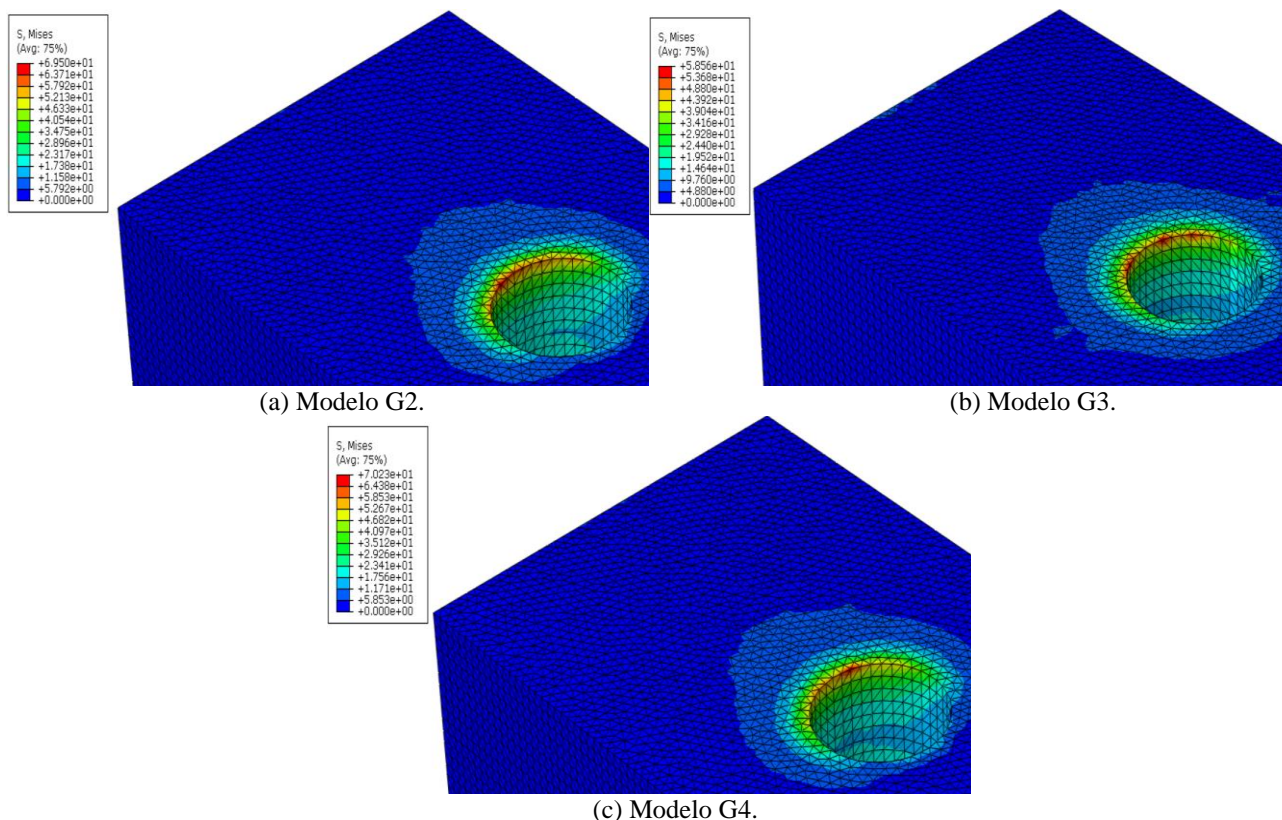 S, Mises
(Avg: 75%)
+6.950e+01
+6.371e+01
+5.792e+01
+5.213e+01
+4.633e+01
+4.054e+01
+3.475e+01
+2.896e+01
+2.317e+01
+1.738e+01
+1.158e+01
+5.792e+00
+0.000e+00
(a) Modelo G2.
S, Mises
(Avg: 75%)
+5.856e+01
+5.368e+01
+4.880e+01
+4.392e+01
+3.904e+01
+3.416e+01
+2.928e+01
+2.440e+01
+1.952e+01
+1.464e+01
+9.760e+00
+4.880e+00
+0.000e+00
(b) Modelo G3.
S, Mises
(Avg: 75%)
+7.023e+01
+6.438e+01
+5.853e+01
+5.267e+01
+4.682e+01
+4.097e+01
+3.512e+01
+2.926e+01
+2.341e+01
+1.756e+01
+1.171e+01
+5.853e+00
+0.000e+00
(c) Modelo G4.